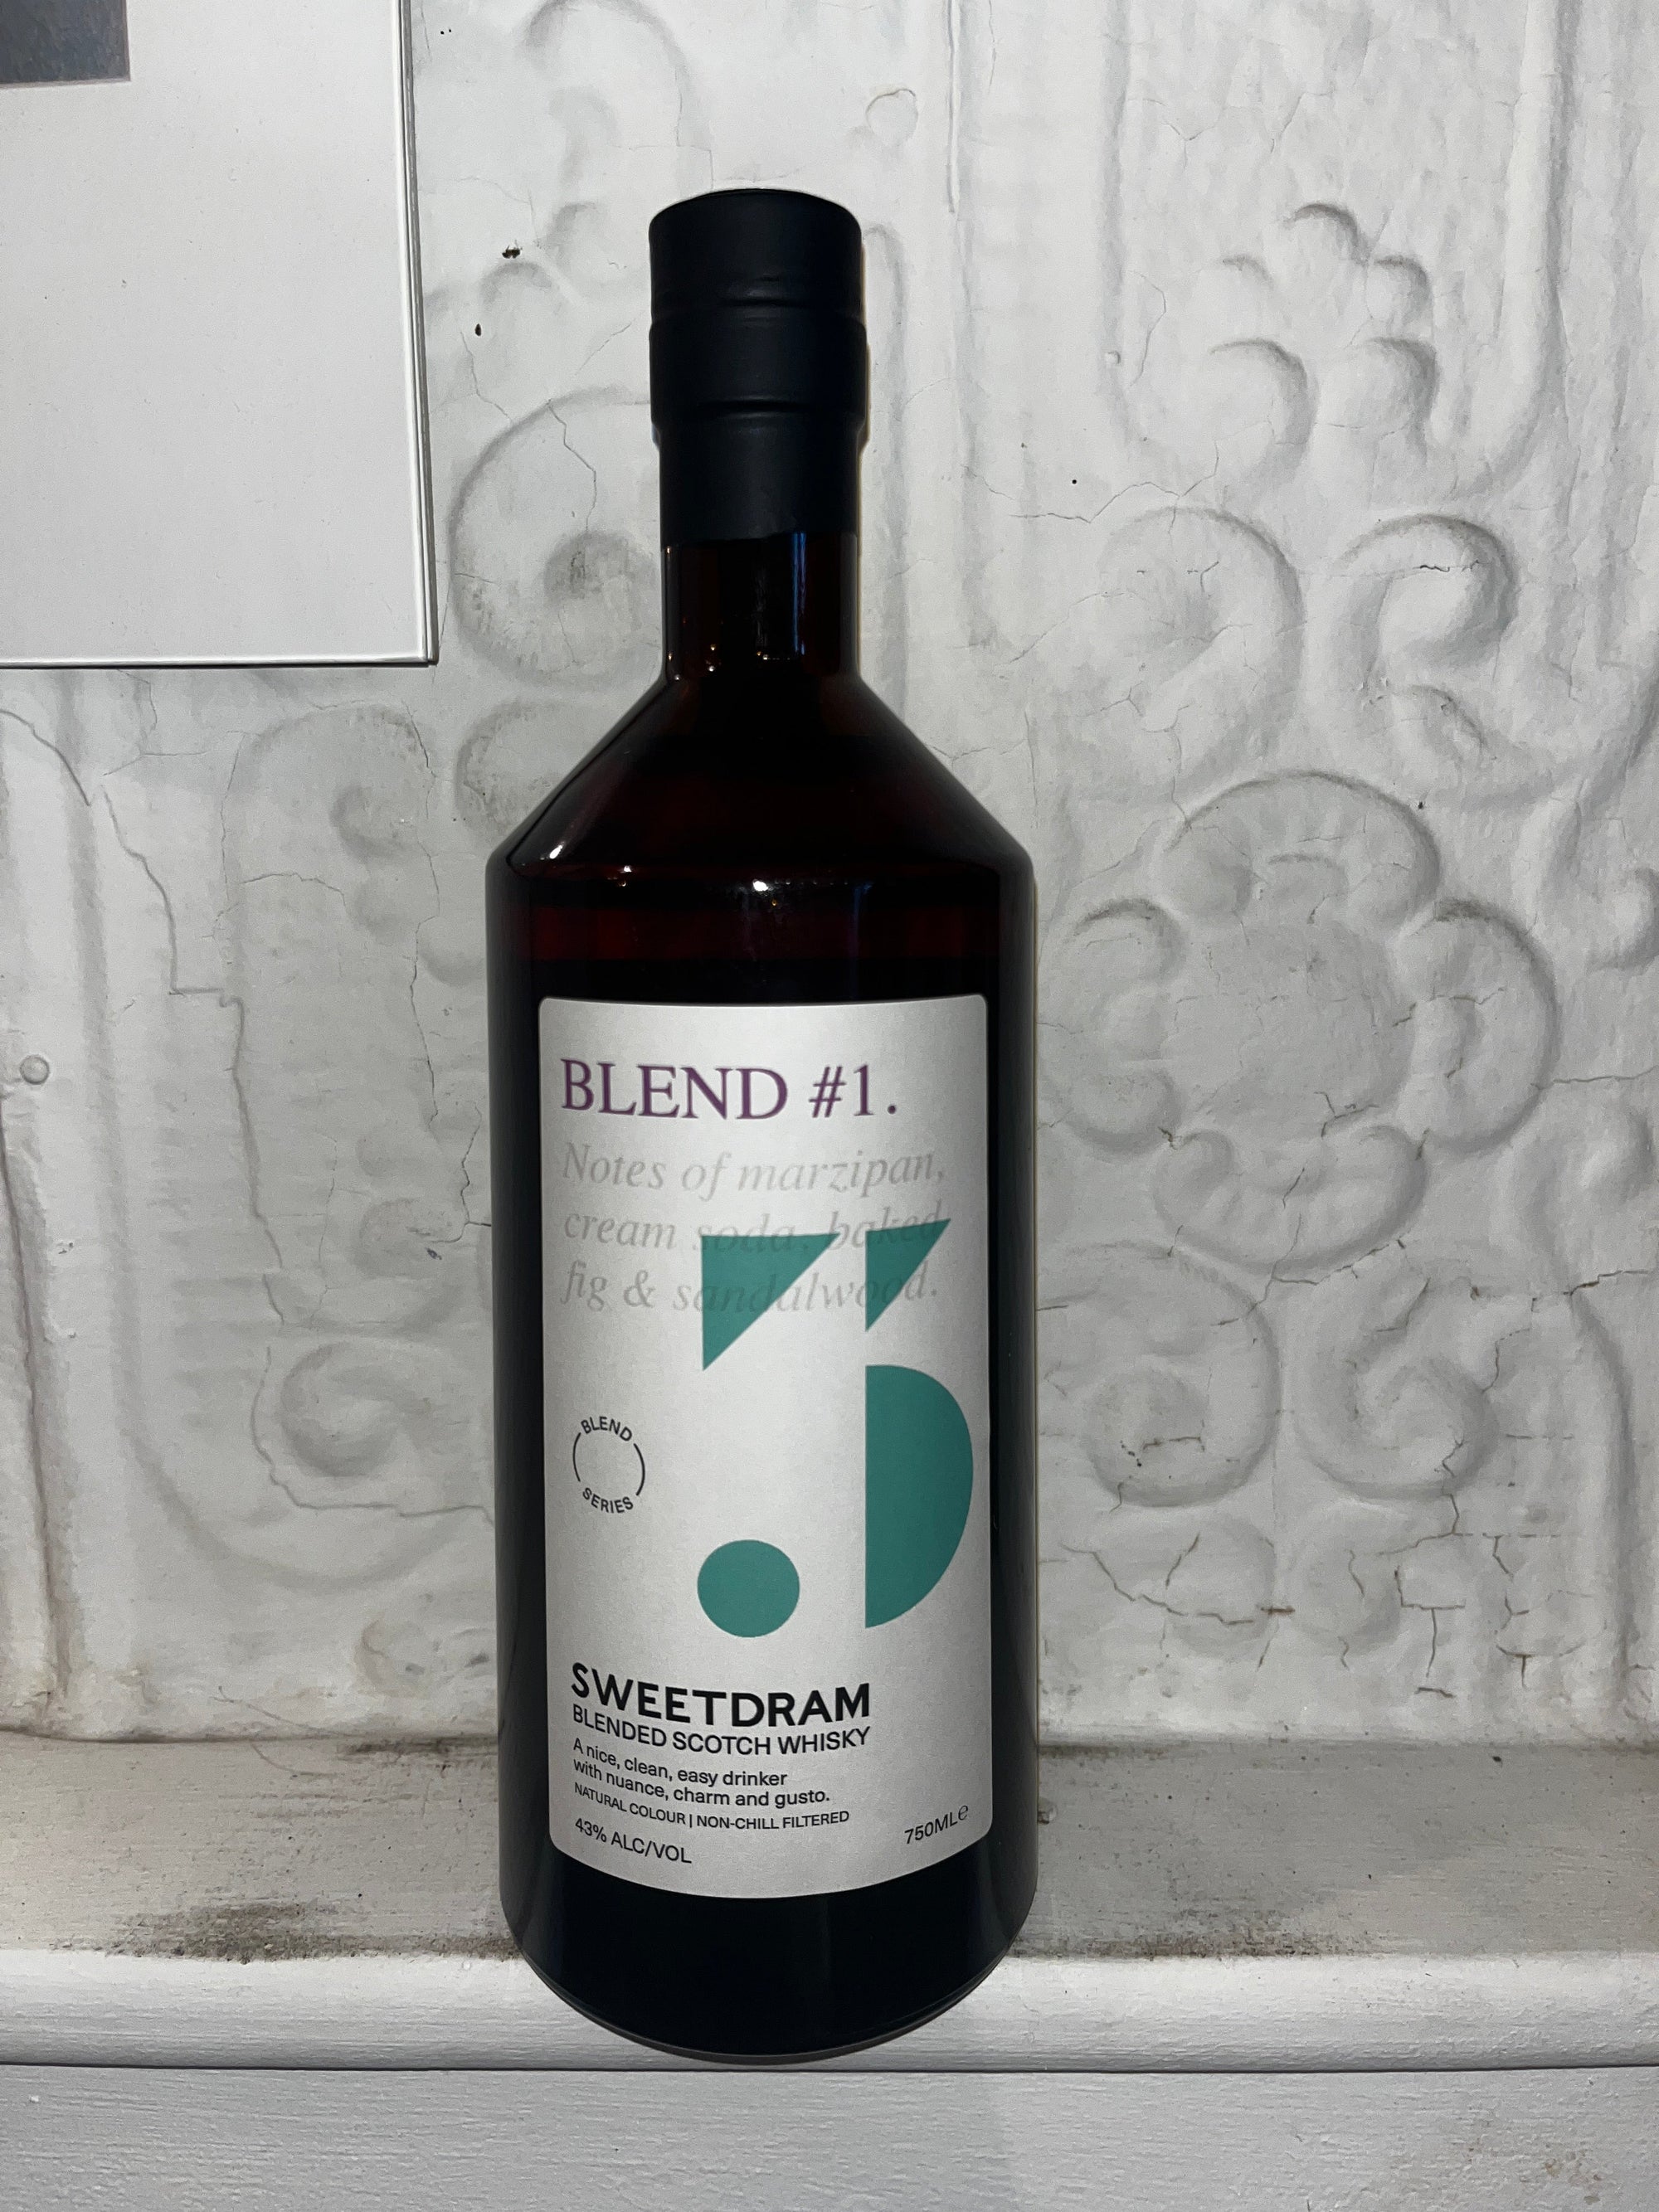 BLEND #1.
Notes of marzipan,
cream soda, baked
fig & sandalwood.
BLEND
SERIES
SWEETDRAM
BLENDED SCOTCH WHISKY
A nice, clean, easy drinker
with nuance, charm and gusto.
NATURAL COLOUR | NON-CHILL FILTERED
43% ALC/VOL
750ML℮